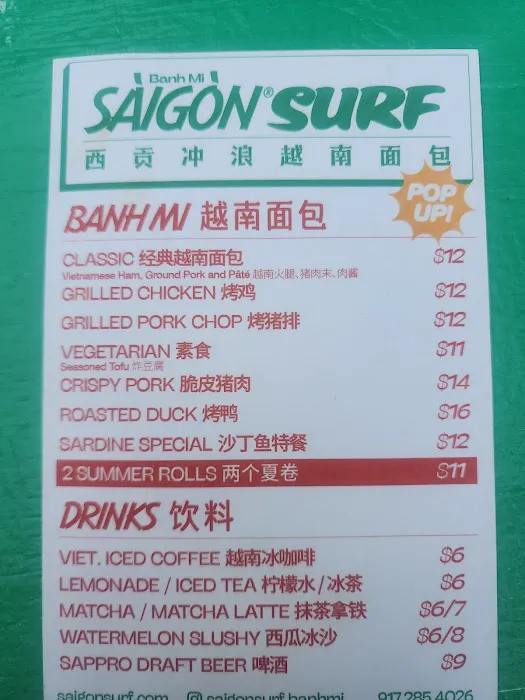 Banh Mi
SAIGON® SURF
西贡冲浪越南面包
POP UP!
BANH MI 越南面包
CLASSIC 经典越南面包 $12
Vietnamese Ham, Ground Pork and Pâté 越南火腿、猪肉末、肉酱
GRILLED CHICKEN 烤鸡 $12
GRILLED PORK CHOP 烤猪排 $12
VEGETARIAN 素食 $11
Seasoned Tofu 炸豆腐
CRISPY PORK 脆皮猪肉 $14
ROASTED DUCK 烤鸭 $16
SARDINE SPECIAL 沙丁鱼特餐 $12
2 SUMMER ROLLS 两个夏卷 $11
DRINKS 饮料
VIET. ICED COFFEE 越南冰咖啡 $6
LEMONADE / ICED TEA 柠檬水/冰茶 $6
MATCHA / MATCHA LATTE 抹茶拿铁 $6/7
WATERMELON SLUSHY 西瓜冰沙 $6/8
SAPPRO DRAFT BEER 啤酒 $9
saigonsurf.com saigonsurf.banhmi 917.285.4026